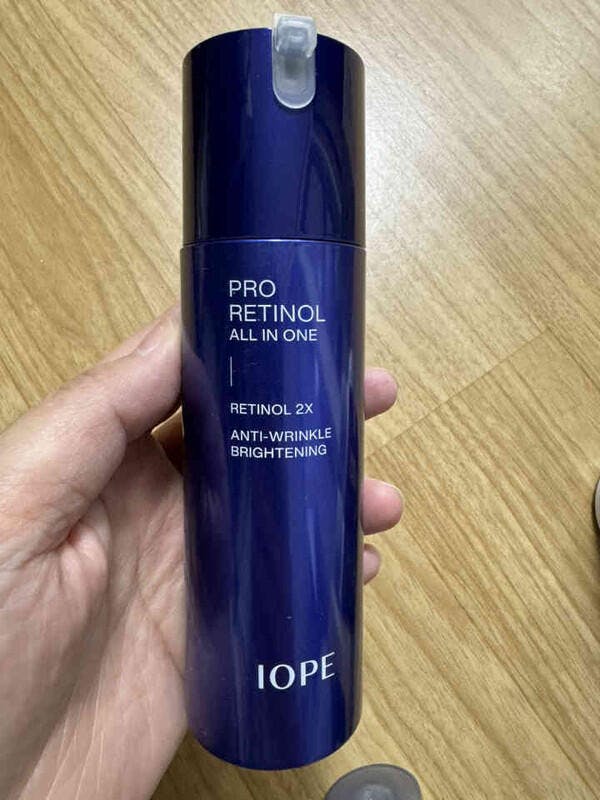 PRO
RETINOL
ALL IN ONE
RETINOL 2X
ANTI-WRINKLE
BRIGHTENING
IOPE